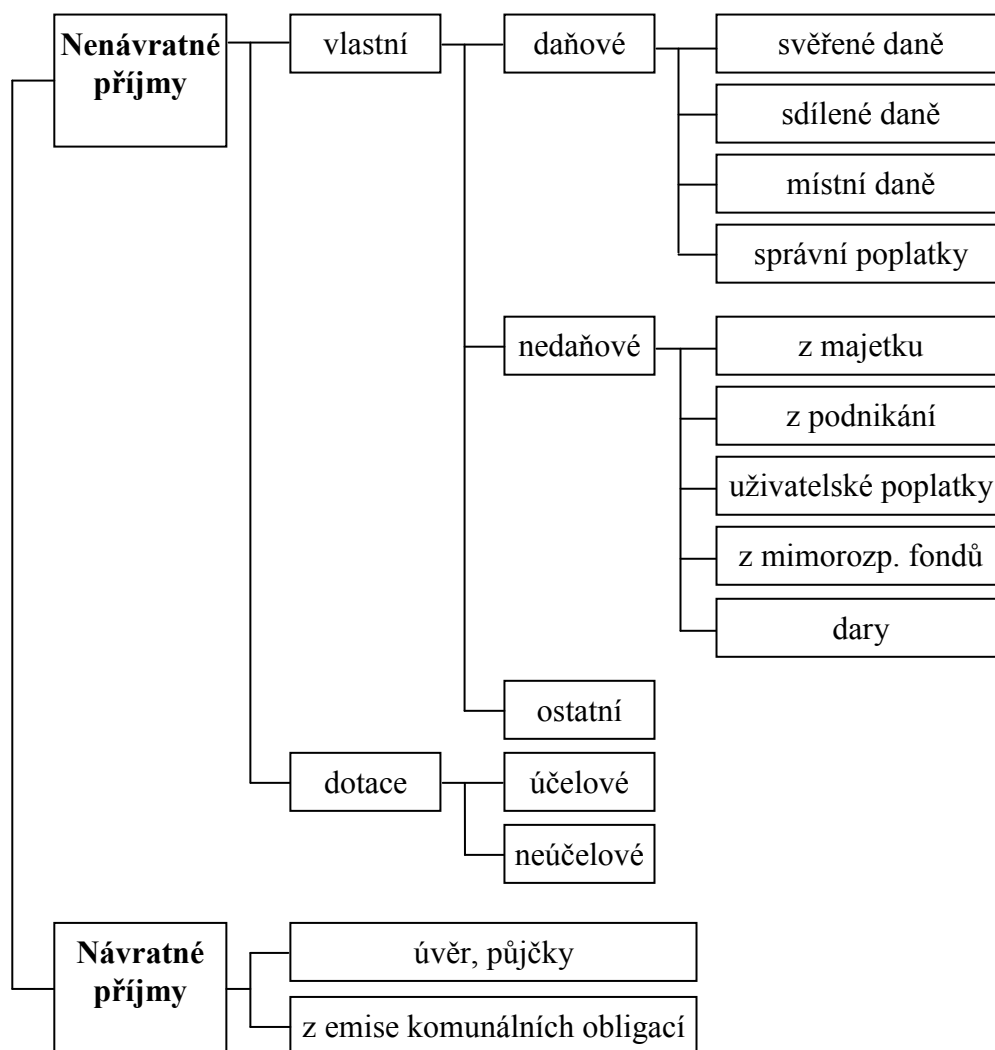 Nenávratné
příjmy
vlastní
daňové
svěřené daně
sdílené daně
místní daně
správní poplatky
nedaňové
z majetku
z podnikání
uživatelské poplatky
z mimorozp. fondů
dary
ostatní
dotace
účelové
neúčelové
Návratné
příjmy
úvěr, půjčky
z emise komunálních obligací